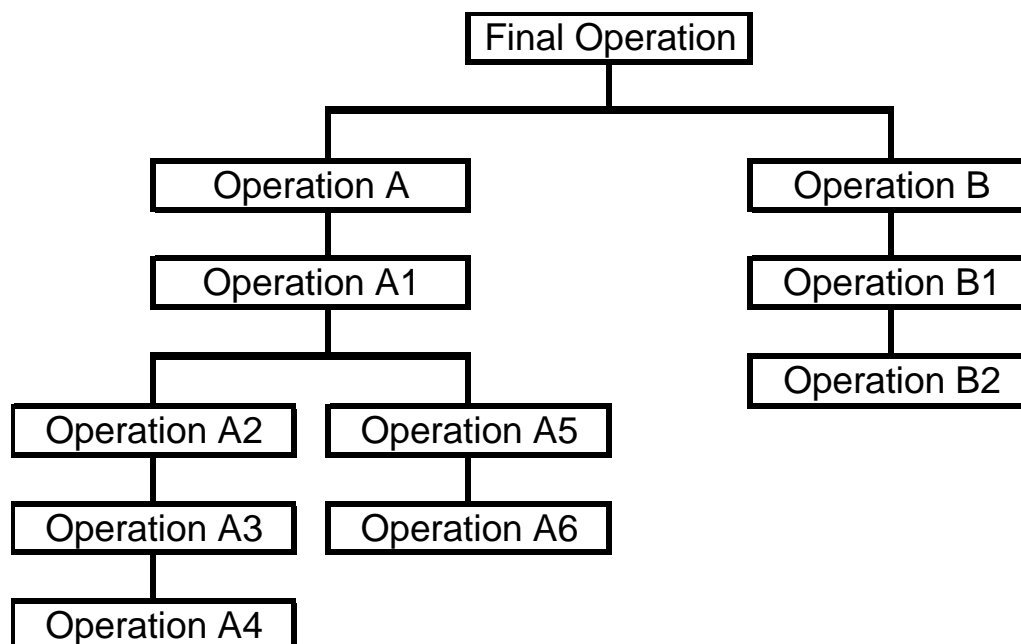 Final Operation
Operation A
Operation B
Operation A1
Operation B1
Operation B2
Operation A2
Operation A5
Operation A3
Operation A6
Operation A4